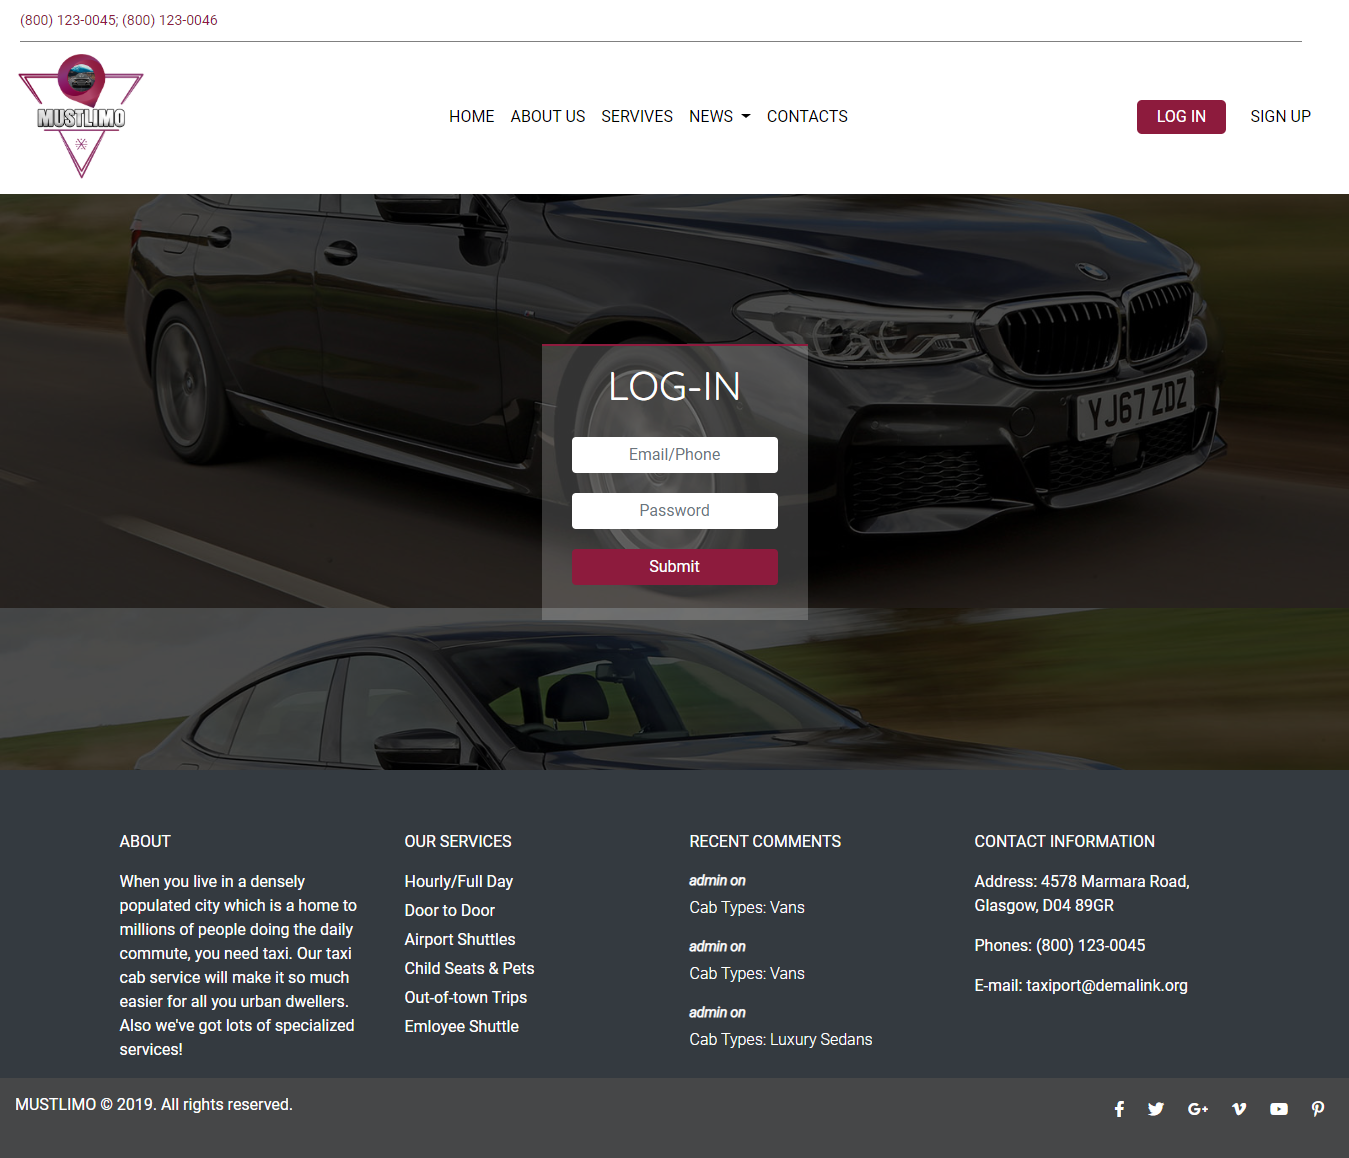 (800) 123-0045; (800) 123-0046
MUSTLIMO
HOME ABOUT US SERVIVES NEWS CONTACTS
LOG IN SIGN UP
YJ67 ZDZ
LOG-IN
Email/Phone
Password
Submit
ABOUT
When you live in a densely
populated city which is a home to
millions of people doing the daily
commute, you need taxi. Our taxi
cab service will make it so much
easier for all you urban dwellers.
Also we've got lots of specialized
services!
OUR SERVICES
Hourly/Full Day
Door to Door
Airport Shuttles
Child Seats & Pets
Out-of-town Trips
Emloyee Shuttle
RECENT COMMENTS
admin on
Cab Types: Vans
admin on
Cab Types: Vans
admin on
Cab Types: Luxury Sedans
CONTACT INFORMATION
Address: 4578 Marmara Road,
Glasgow, D04 89GR
Phones: (800) 123-0045
E-mail: taxiport@demalink.org
MUSTLIMO © 2019. All rights reserved.